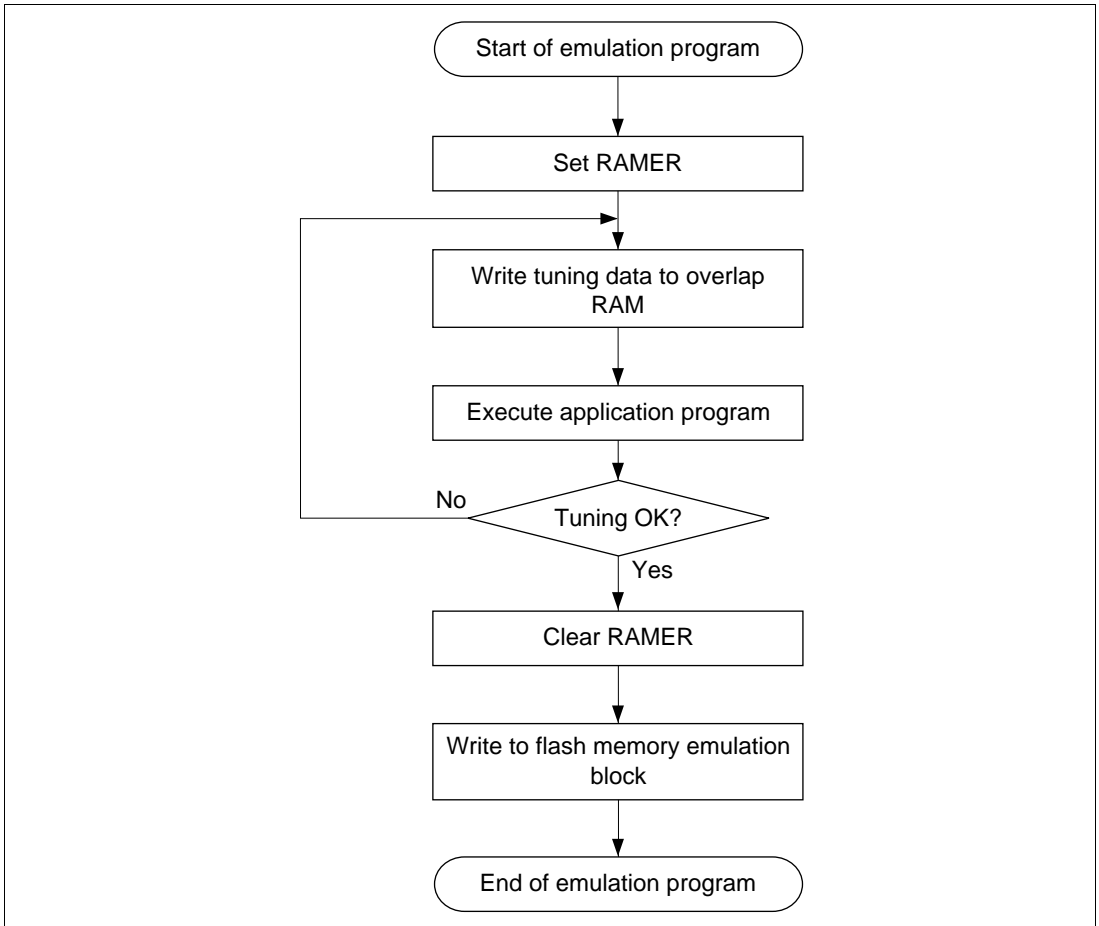 Start of emulation program
Set RAMER
Write tuning data to overlap
RAM
Execute application program
No
Tuning OK?
Yes
Clear RAMER
Write to flash memory emulation
block
End of emulation program